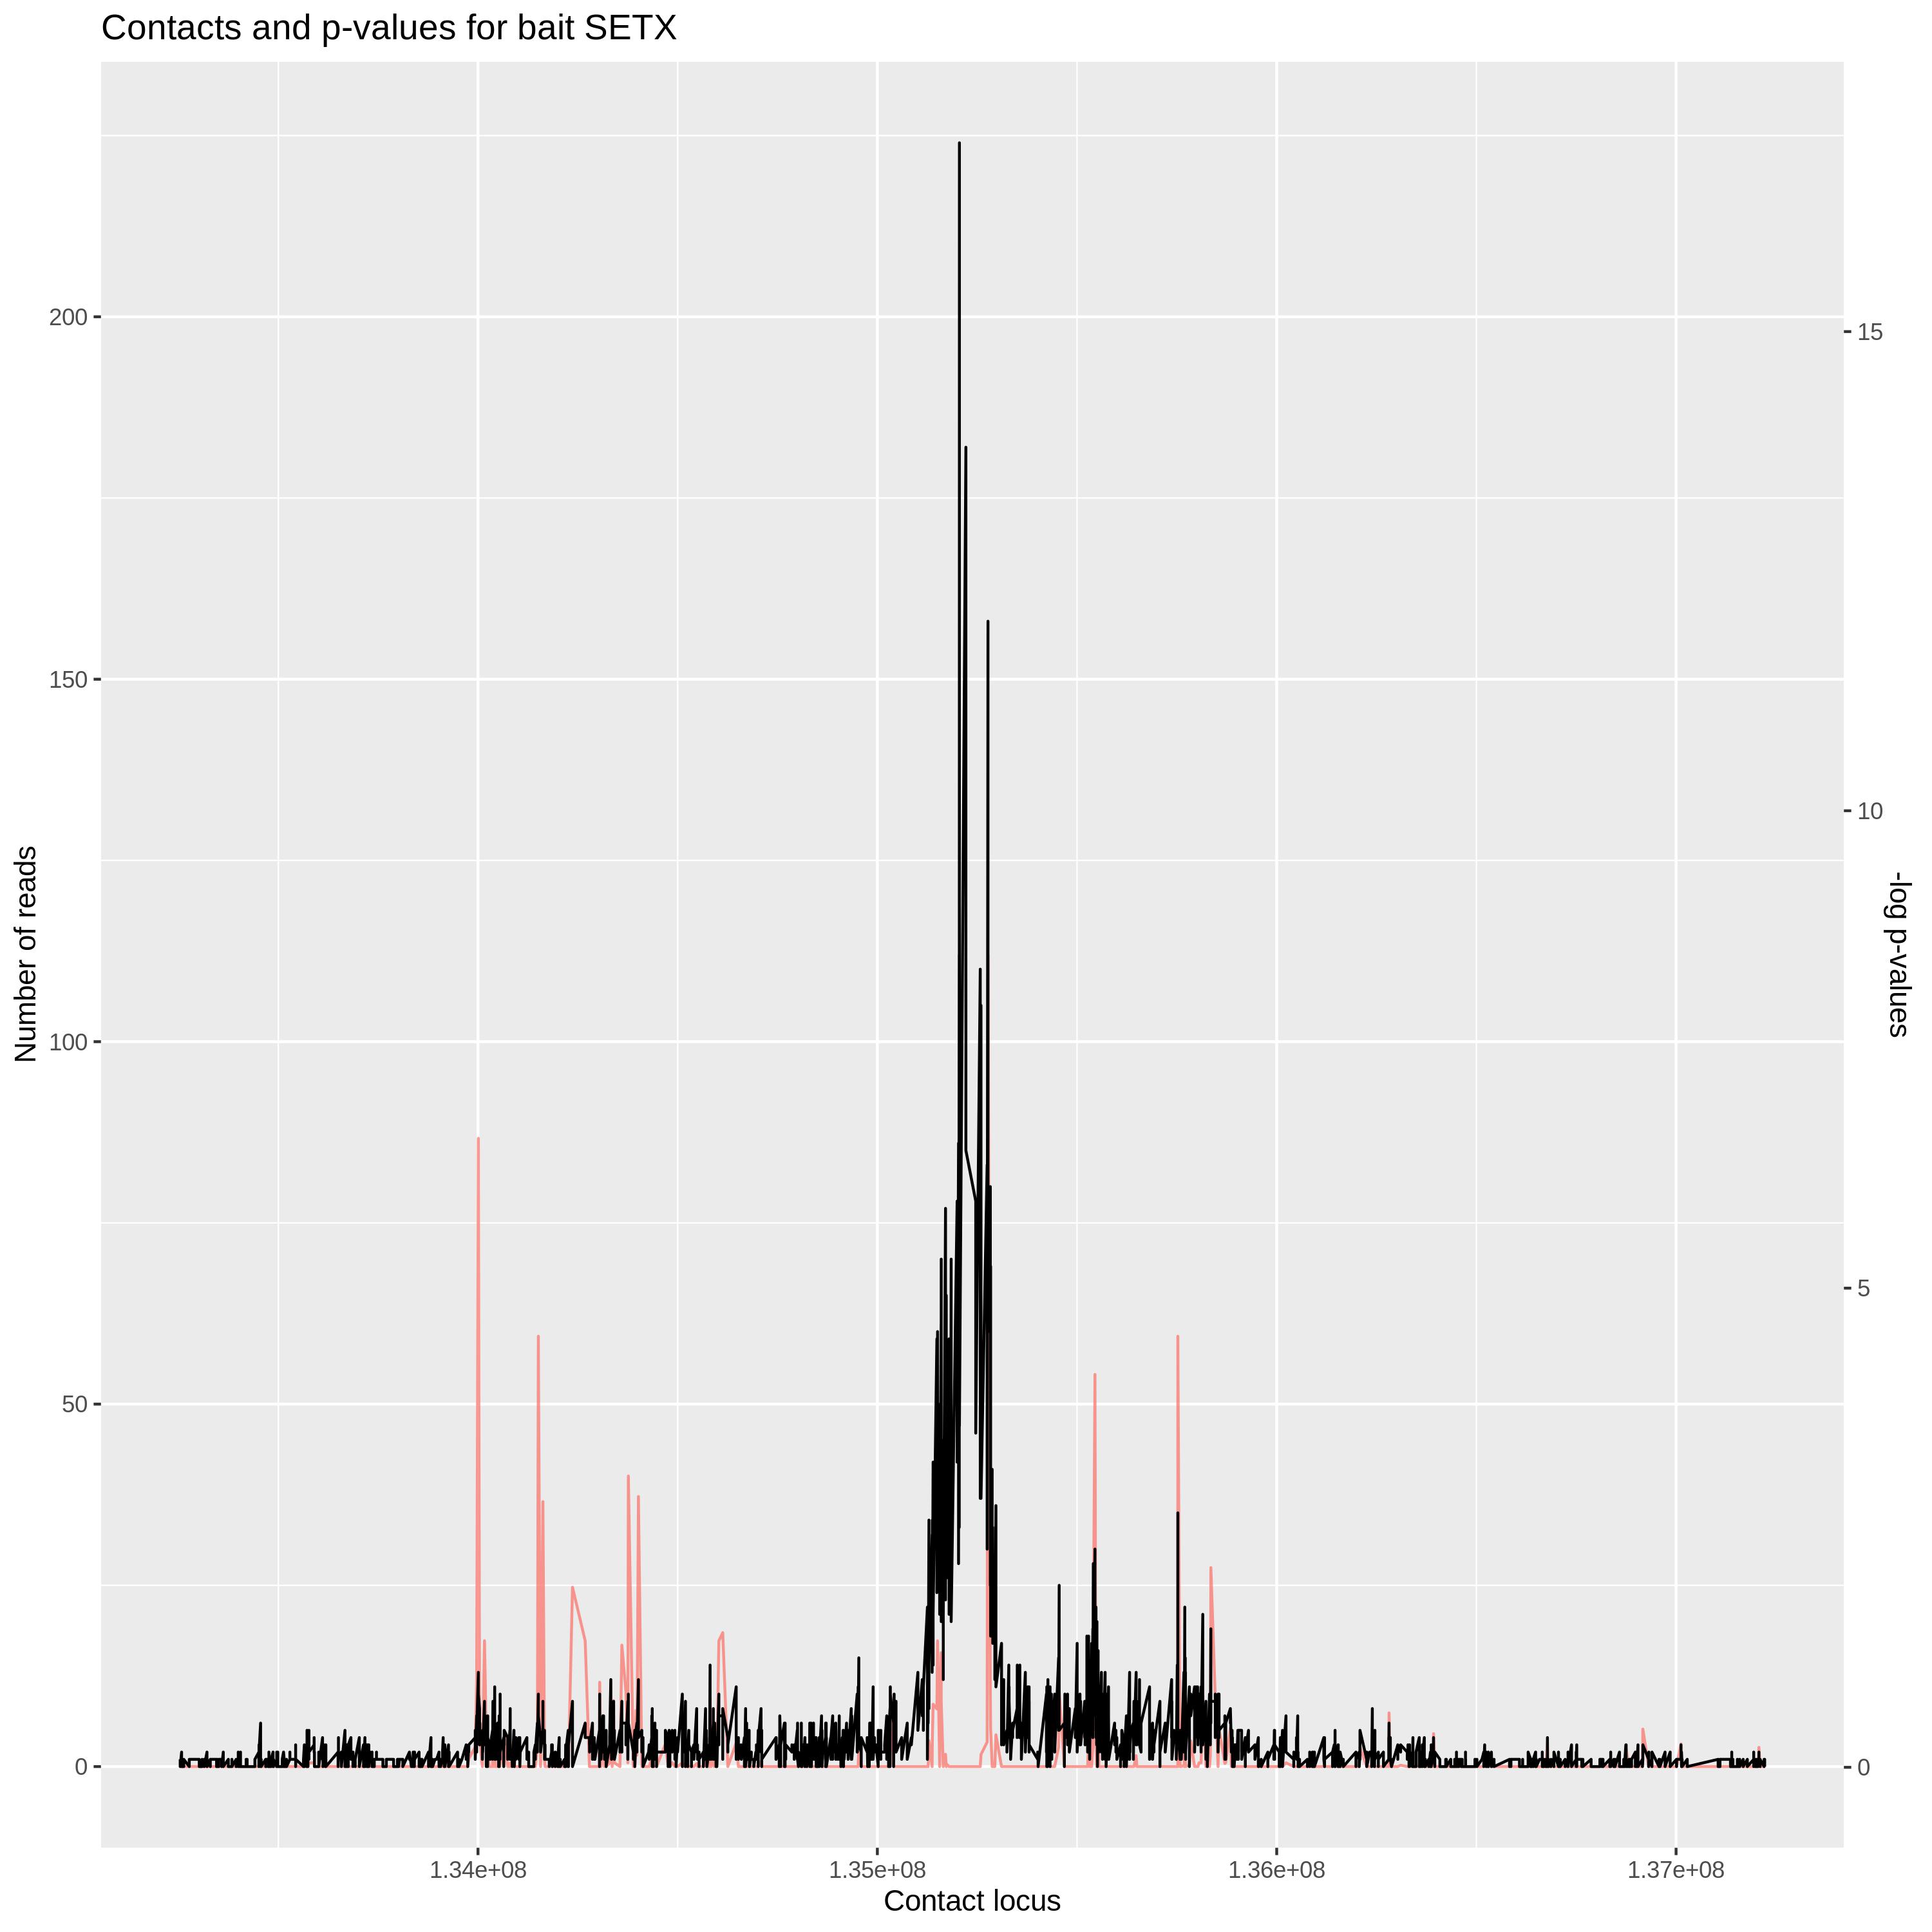 Contacts and p-values for bait SETX
200
150
100
50
0
Number of reads
15
10
5
0
-log p-values
1.34e+08 1.35e+08 1.36e+08 1.37e+08
Contact locus